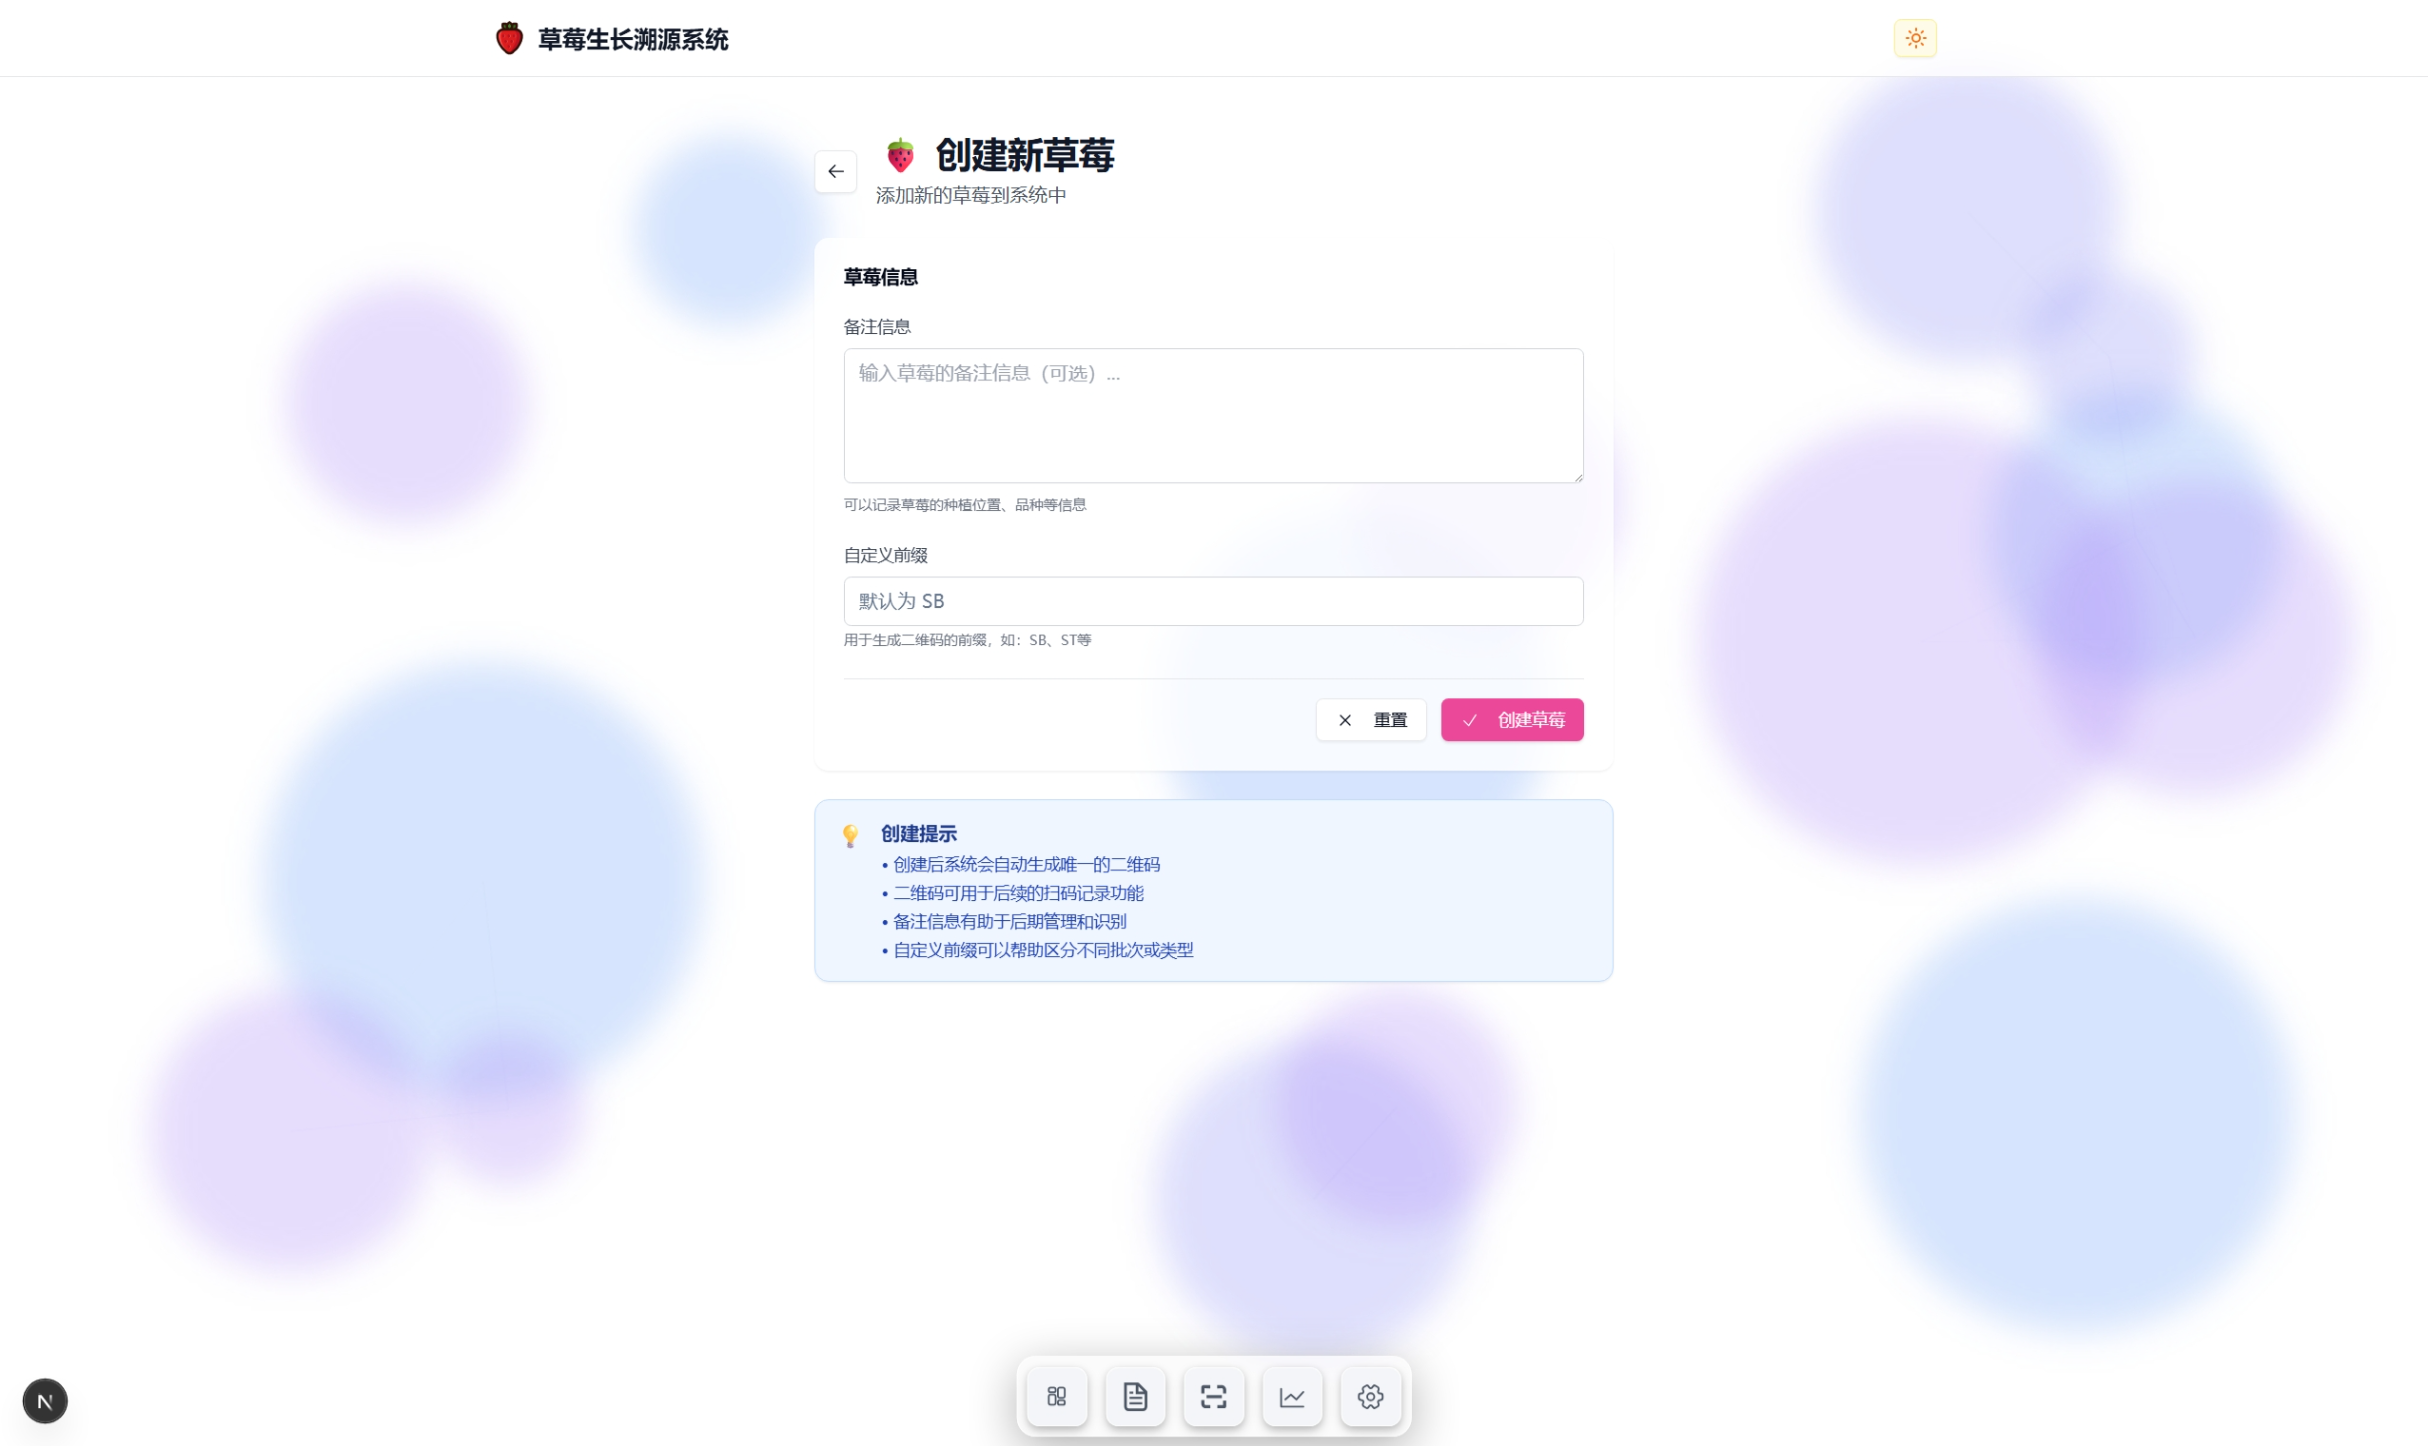 草莓生长溯源系统
创建新草莓
添加新的草莓到系统中
草莓信息
备注信息
输入草莓的备注信息（可选）...
可以记录草莓的种植位置、品种等信息
自定义前缀
默认为 SB
用于生成二维码的前缀，如：SB、ST等
重置
创建草莓
创建提示
• 创建后系统会自动生成唯一的二维码
• 二维码可用于后续的扫码记录功能
• 备注信息有助于后期管理和识别
• 自定义前缀可以帮助区分不同批次或类型
N